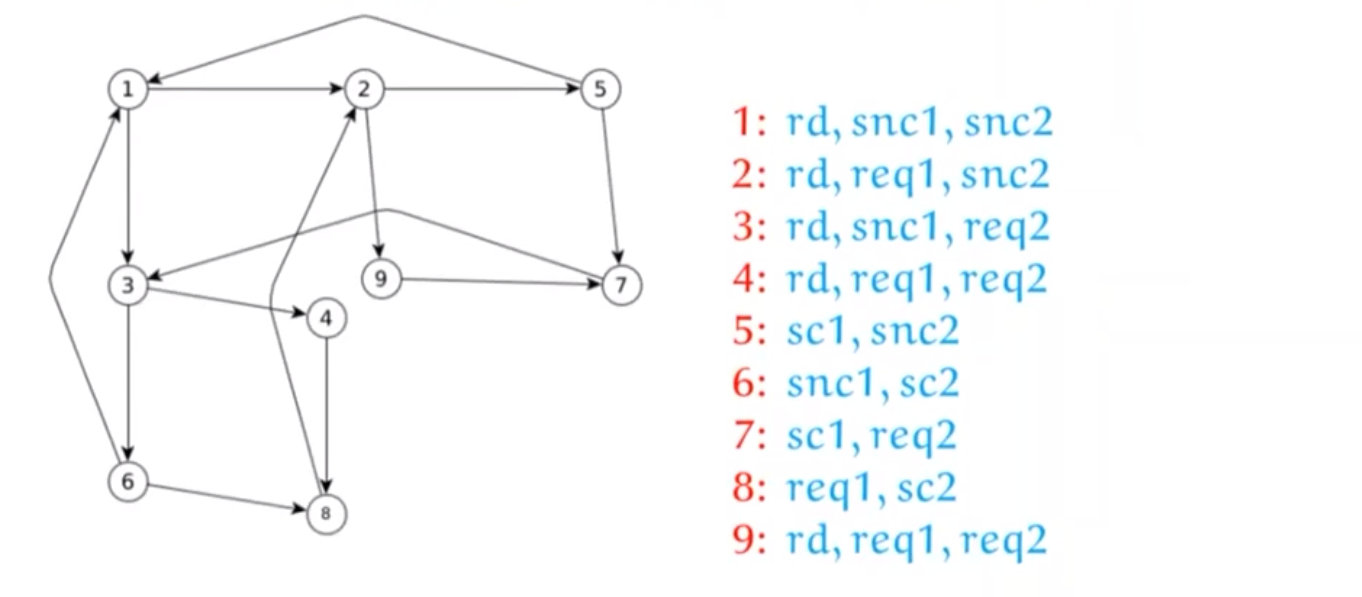 1
2
5
3
9
7
4
6
8
1: rd, snc1, snc2
2: rd, req1, snc2
3: rd, snc1, req2
4: rd, req1, req2
5: sc1, snc2
6: snc1, sc2
7: sc1, req2
8: req1, sc2
9: rd, req1, req2